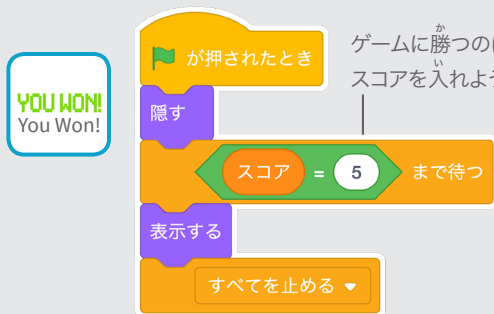 ゲームに勝つのに
スコアを入れよ
YOU WON!
You Won!
が押されたとき
隠す
スコア = 5 まで待つ
表示する
すべてを止める